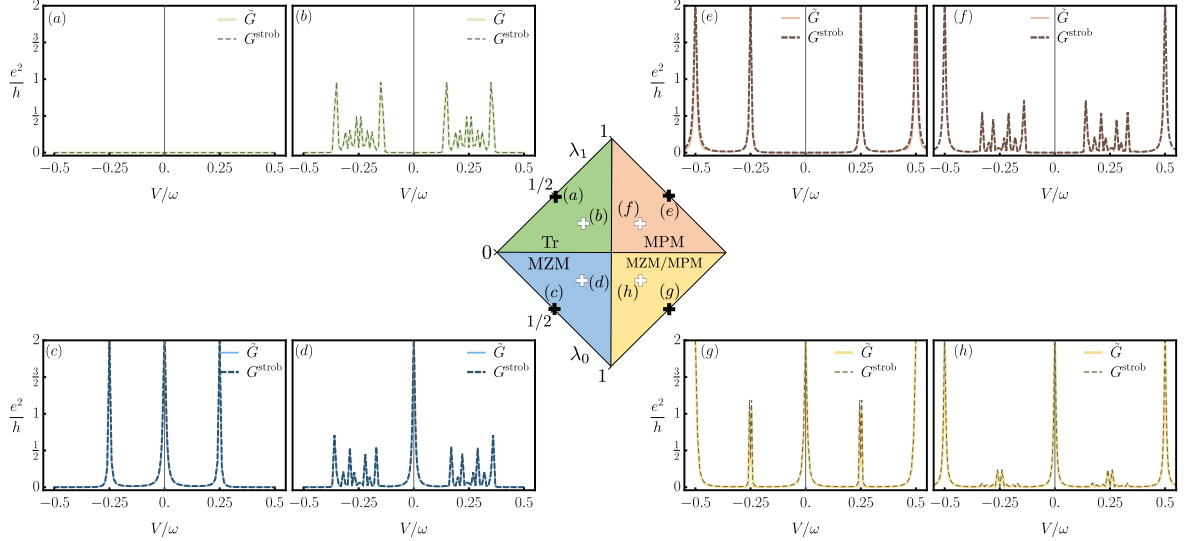 (a)
G̃
G^strob
e²/h
2
3/2
1
1/2
0
−0.5 −0.25 0. 0.25 0.5
V/ω
(b)
G̃
G^strob
−0.5 −0.25 0. 0.25 0.5
V/ω
(e)
G̃
G^strob
e²/h
2
3/2
1
1/2
0
−0.5 −0.25 0. 0.25 0.5
V/ω
(f)
G̃
G^strob
−0.5 −0.25 0. 0.25 0.5
V/ω
1
λ₁
1/2
(a)
(b)
(f)
(e)
Tr
MPM
0
MZM
MZM/MPM
(c)
(d)
(h)
(g)
1/2
λ₀
1
(c)
G̃
G^strob
e²/h
2
3/2
1
1/2
0
−0.5 −0.25 0. 0.25 0.5
V/ω
(d)
G̃
G^strob
−0.5 −0.25 0. 0.25 0.5
V/ω
(g)
G̃
G^strob
e²/h
2
3/2
1
1/2
0
−0.5 −0.25 0. 0.25 0.5
V/ω
(h)
G̃
G^strob
−0.5 −0.25 0. 0.25 0.5
V/ω